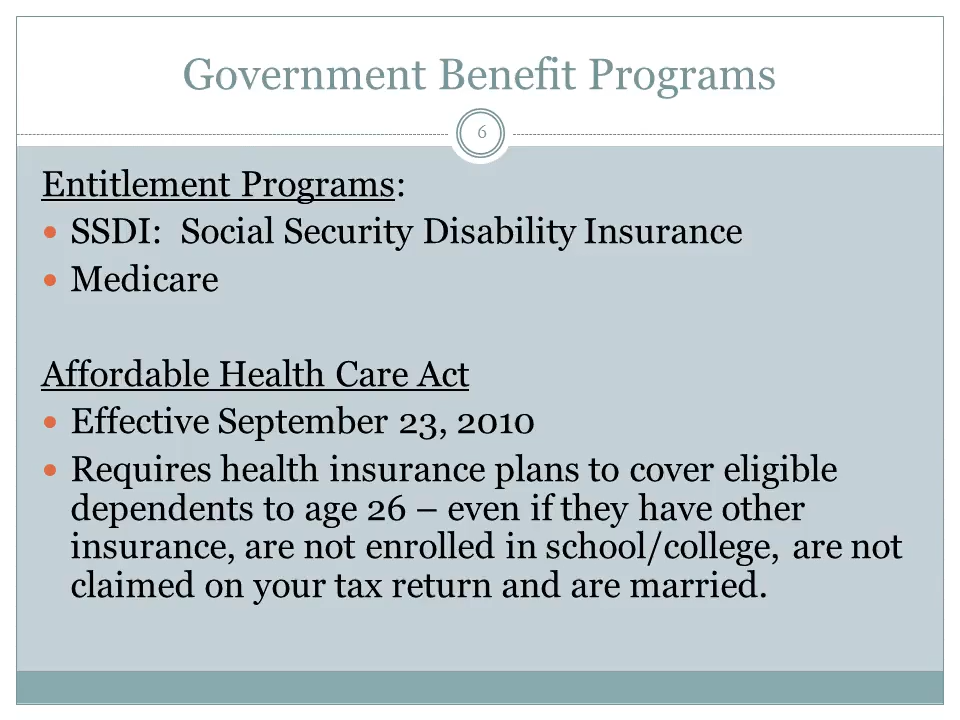 Government Benefit Programs
6
Entitlement Programs:
• SSDI:  Social Security Disability Insurance
• Medicare
Affordable Health Care Act
• Effective September 23, 2010
• Requires health insurance plans to cover eligible
dependents to age 26 – even if they have other
insurance, are not enrolled in school/college, are not
claimed on your tax return and are married.